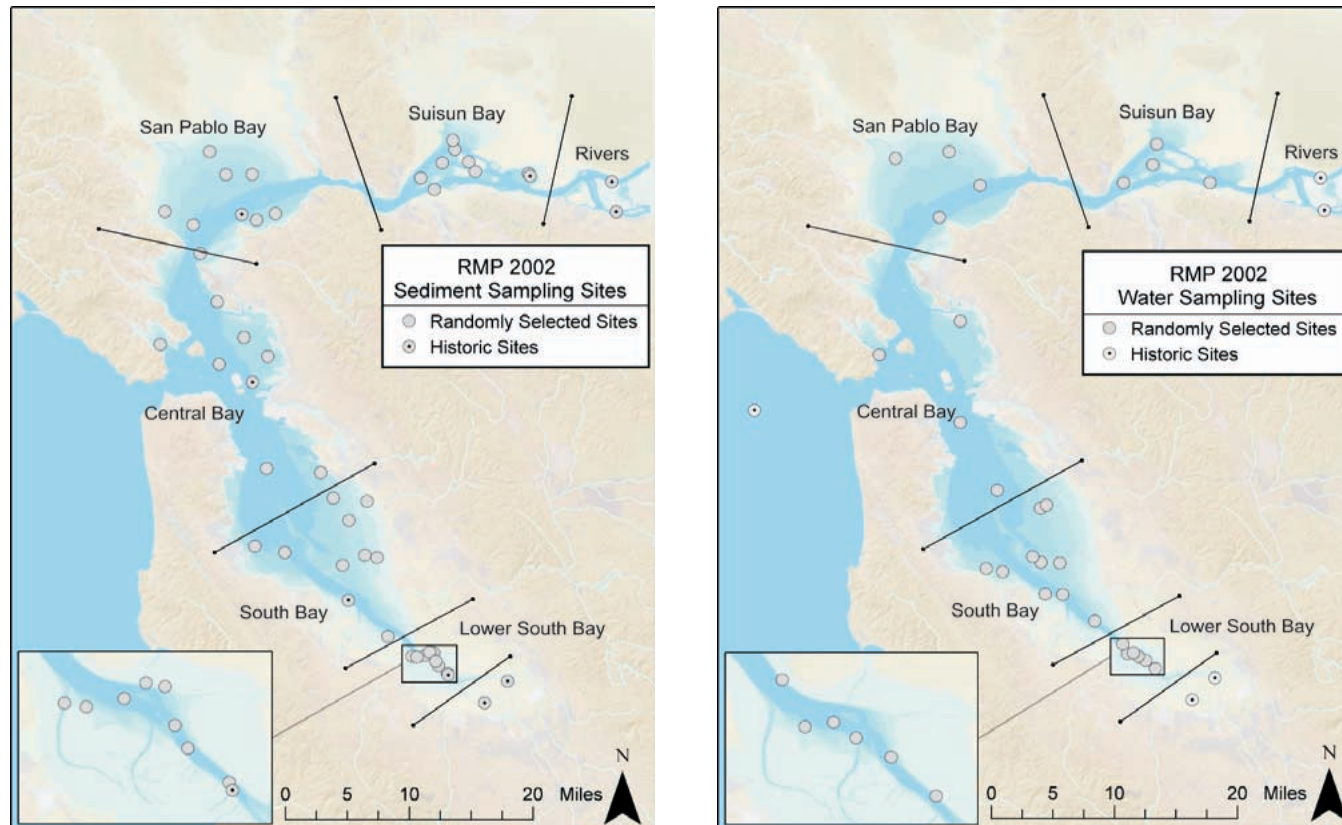 San Pablo Bay
Suisun Bay
Rivers
RMP 2002
Sediment Sampling Sites
Randomly Selected Sites
Historic Sites
Central Bay
South Bay
Lower South Bay
N
0 5 10 Miles 20
San Pablo Bay
Suisun Bay
Rivers
RMP 2002
Water Sampling Sites
Randomly Selected Sites
Historic Sites
Central Bay
South Bay
Lower South Bay
N
0 5 10 Miles 20